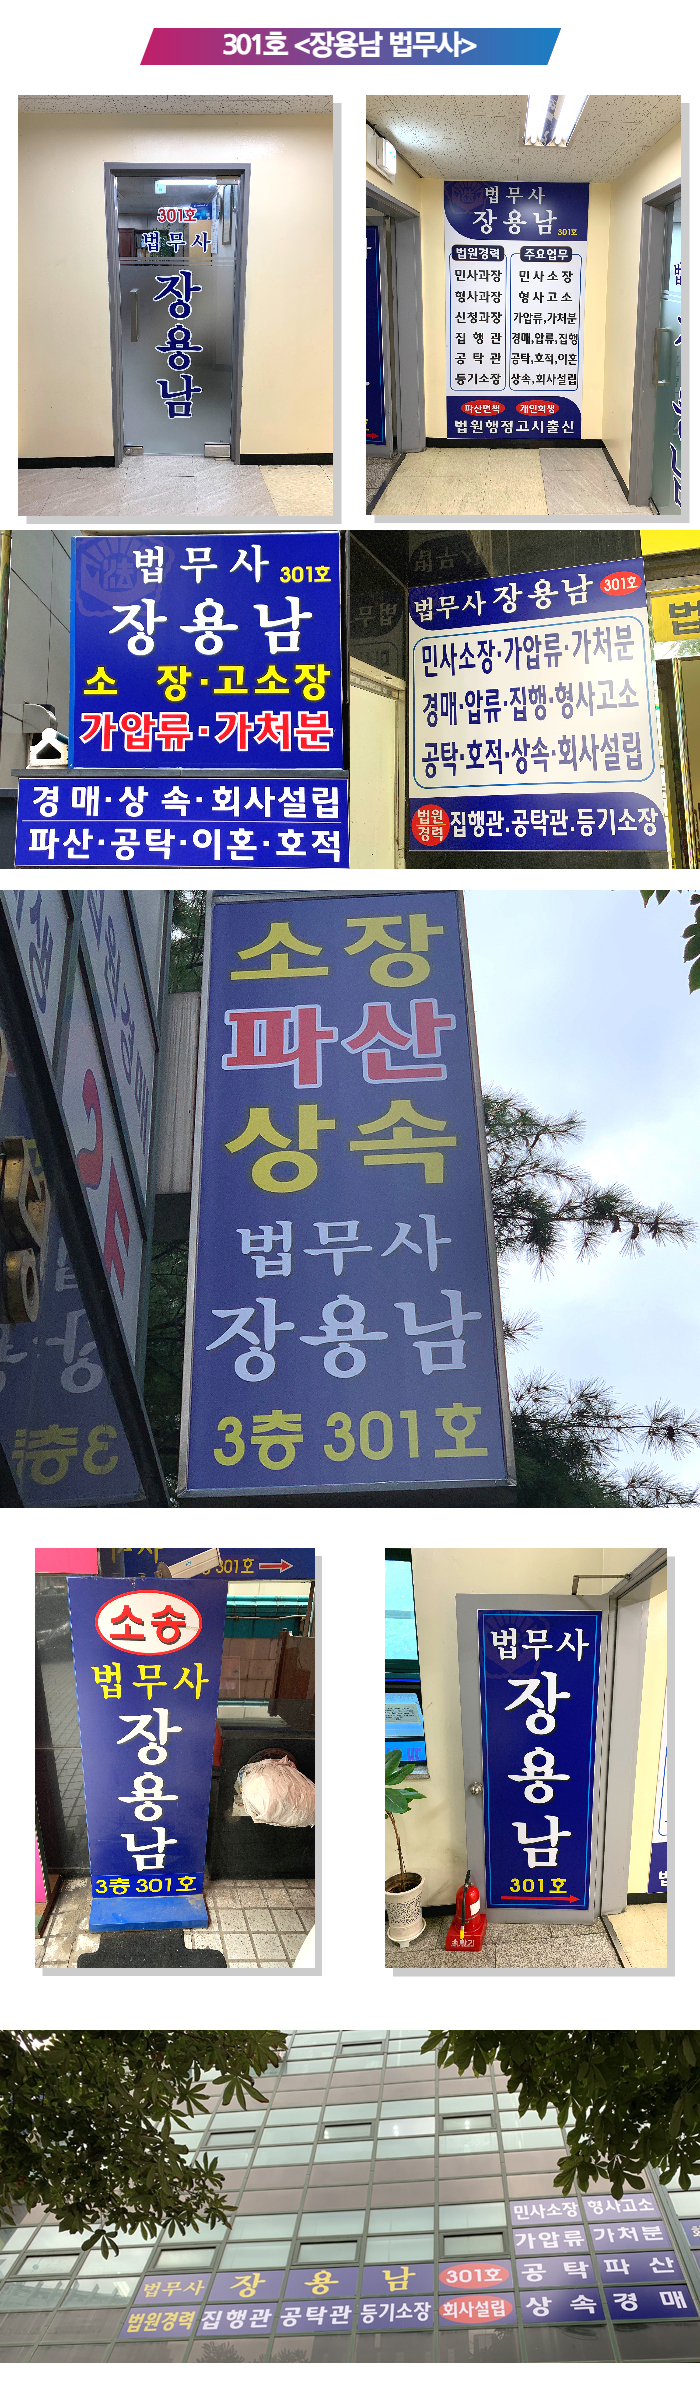 301호 <장용남 법무사>
301호
법무사
장
용
남
법무사
장용남 301호
법원경력 주요업무
민사과장 민사소장
형사과장 형사고소
신청과장 가압류,가처분
집행관 경매,압류,집행
공탁관 공탁,호적,이혼
등기소장 상속,회사설립
파산면책 개인회생
법원행정고시출신
법무사 301호
장용남
소 장·고소장
가압류·가처분
경매·상속·회사설립
파산·공탁·이혼·호적
법무사 장용남 301호
민사소장·가압류·가처분
경매·압류·집행·형사고소
공탁·호적·상속·회사설립
법원
경력 집행관.공탁관.등기소장
소장
파산
상속
법무사
장용남
3층 301호
301호
소송
법무사
장
용
남
3층 301호
법무사
장
용
남
301호
소화기
민사소장 형사고소
가압류 가처분
법무사 장용남 301호 공탁파산
법원경력 집행관 공탁관 등기소장 회사설립 상속경매